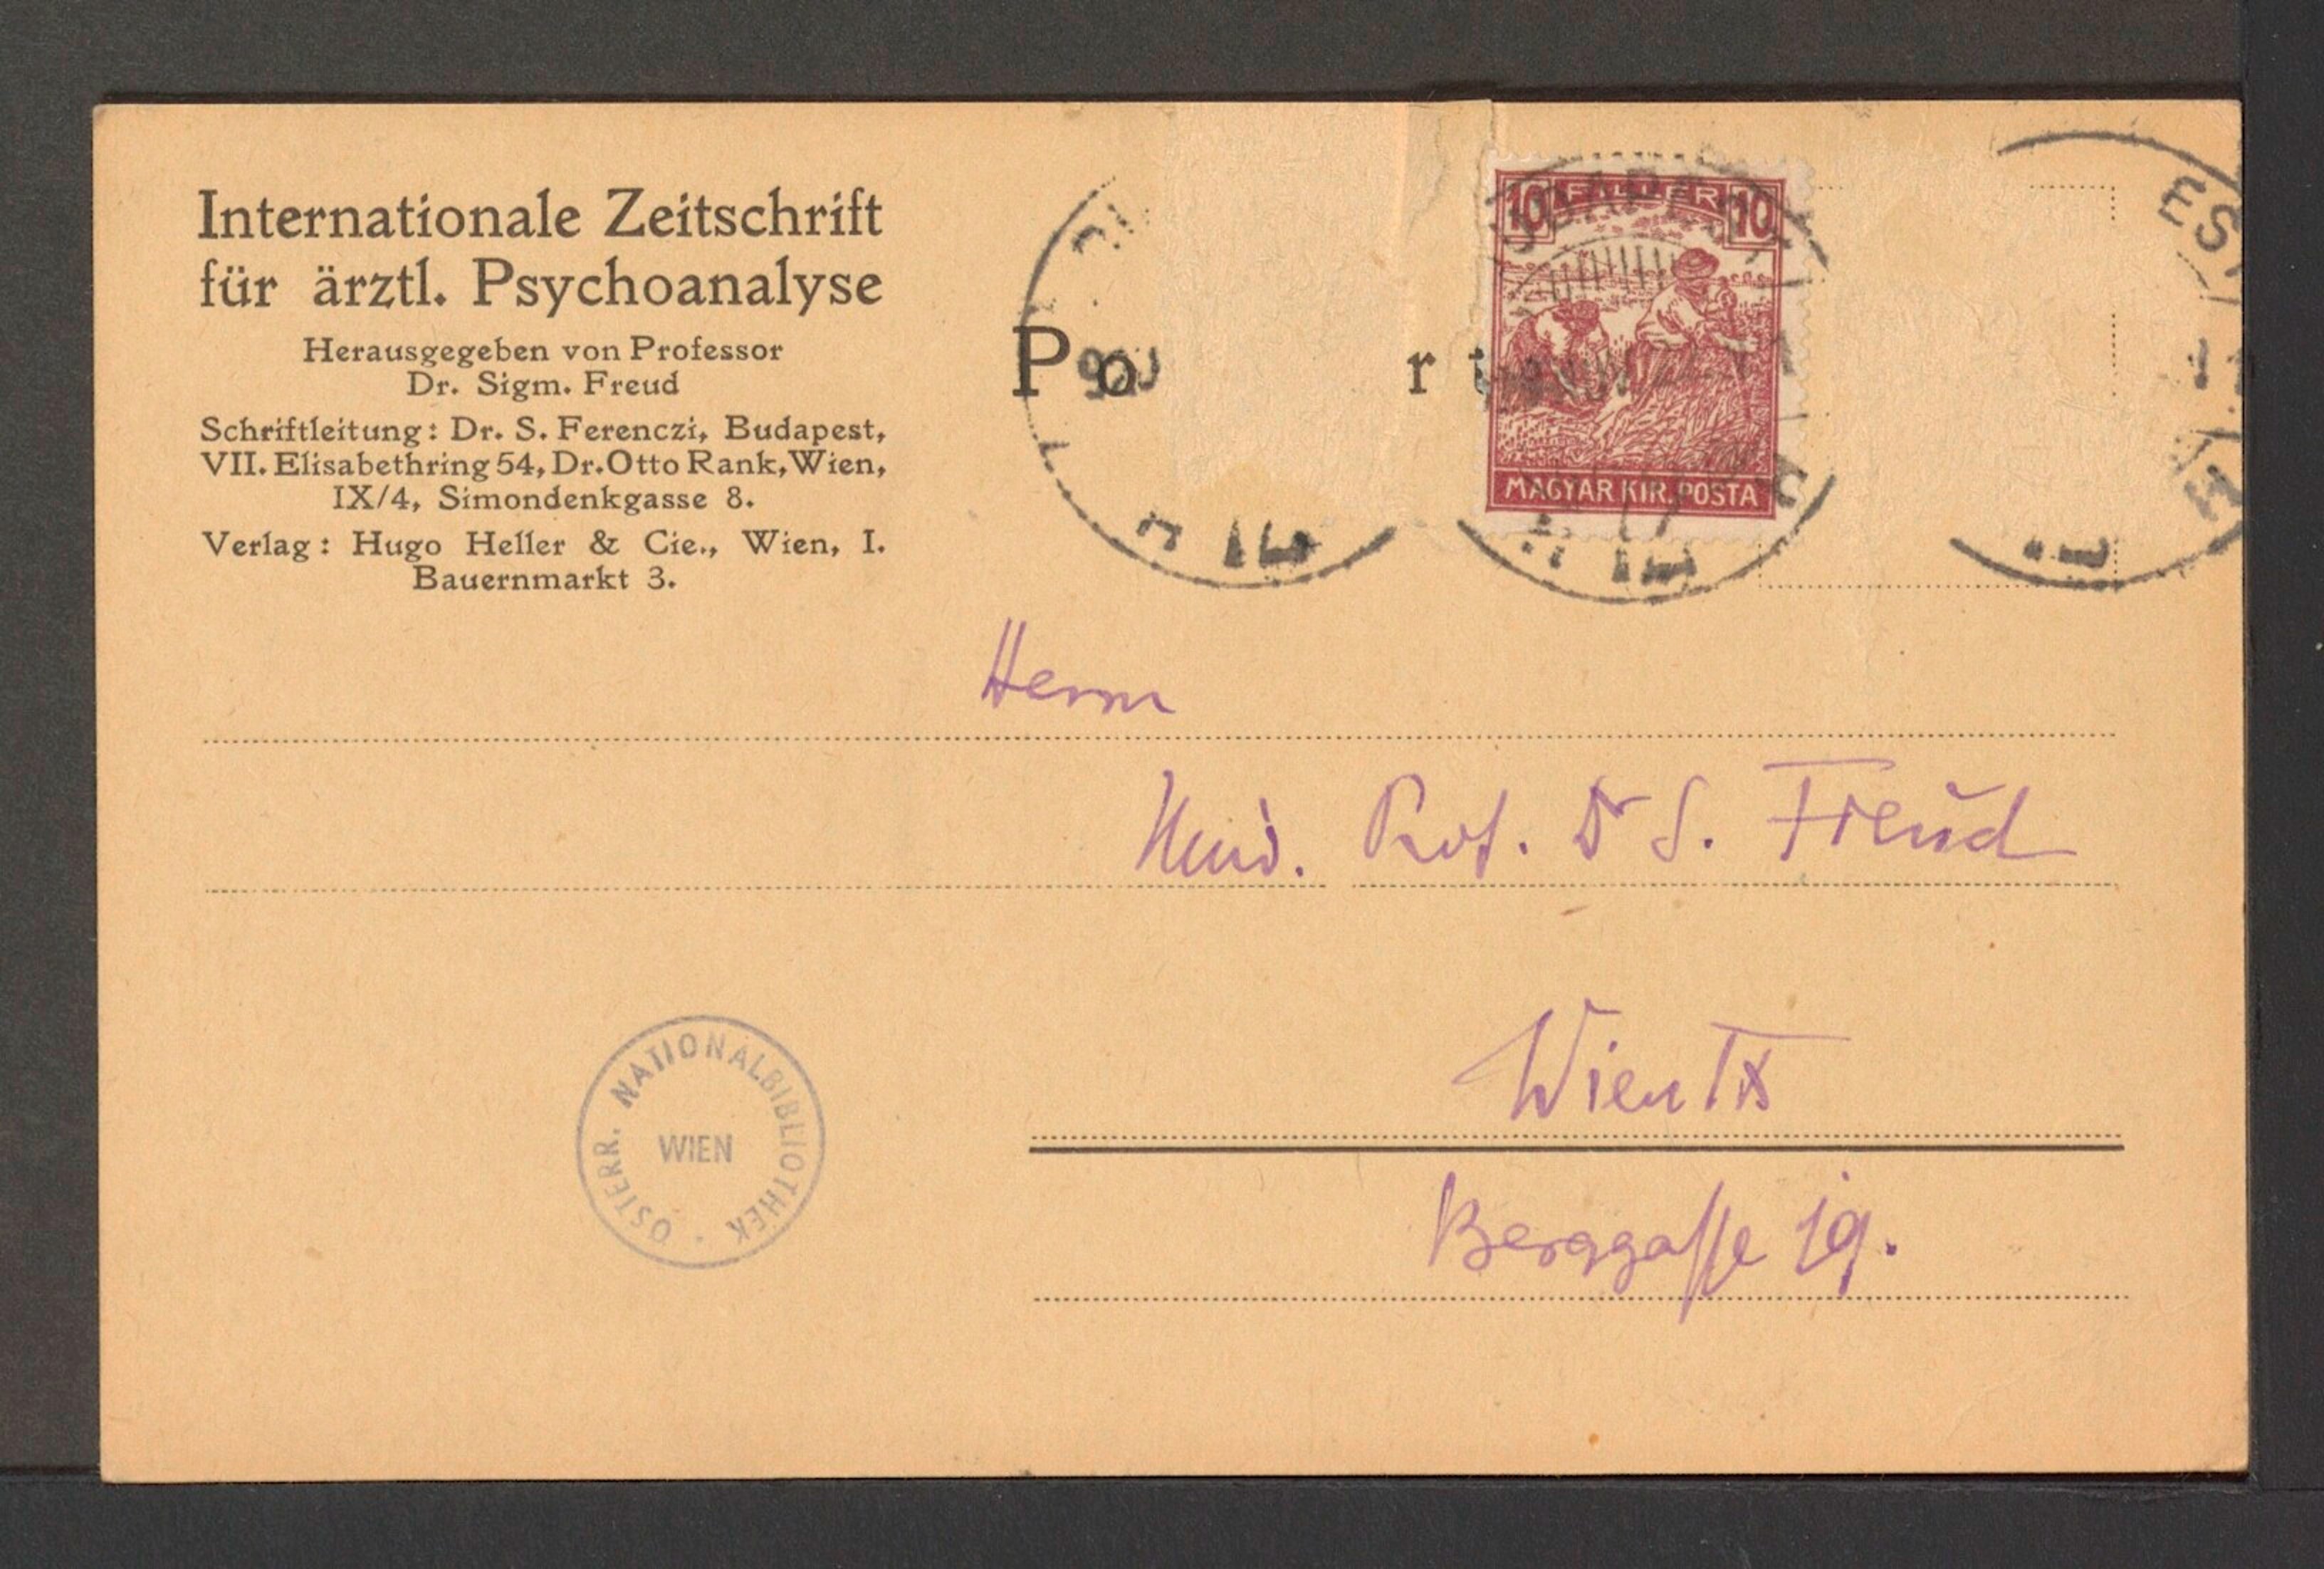 Internationale Zeitschrift
für ärztl. Psychoanalyse
Herausgegeben von Professor
Dr. Sigm. Freud
Schriftleitung: Dr. S. Ferenczi, Budapest,
VII. Elisabethring 54, Dr. Otto Rank, Wien,
IX/4, Simondenkgasse 8.
Verlag: Hugo Heller & Cie., Wien, I.
Bauernmarkt 3.
Po rt
10 FILLÉR 10
MAGYAR KIR. POSTA
Herrn
Prof. Dr S. Freud
Wien IX
Berggasse 19.
ÖSTERR. NATIONALBIBLIOTHEK
WIEN